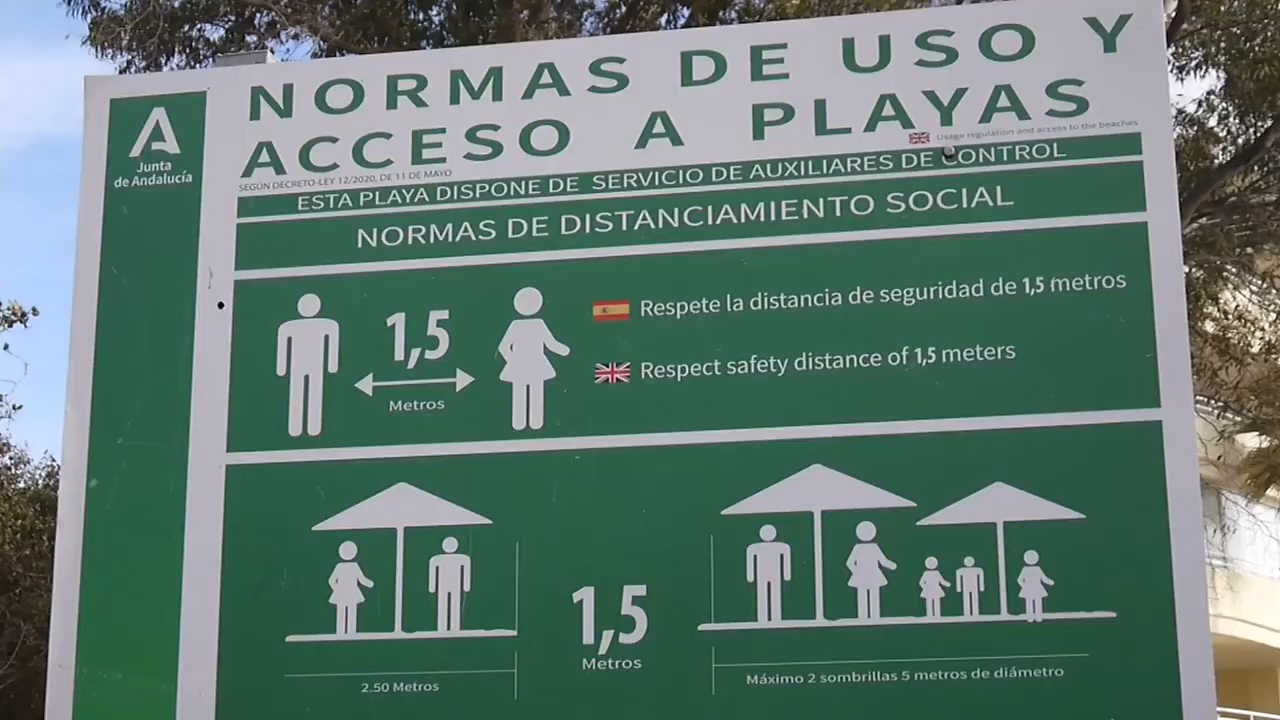 Junta
de Andalucía
NORMAS DE USO Y
ACCESO A PLAYAS
Usage regulation and access to the beaches
SEGÚN DECRETO-LEY 12/2020, DE 11 DE MAYO
ESTA PLAYA DISPONE DE SERVICIO DE AUXILIARES DE CONTROL
NORMAS DE DISTANCIAMIENTO SOCIAL
1,5
Metros
Respete la distancia de seguridad de 1,5 metros
Respect safety distance of 1,5 meters
1,5
Metros
2.50 Metros
Máximo 2 sombrillas 5 metros de diámetro